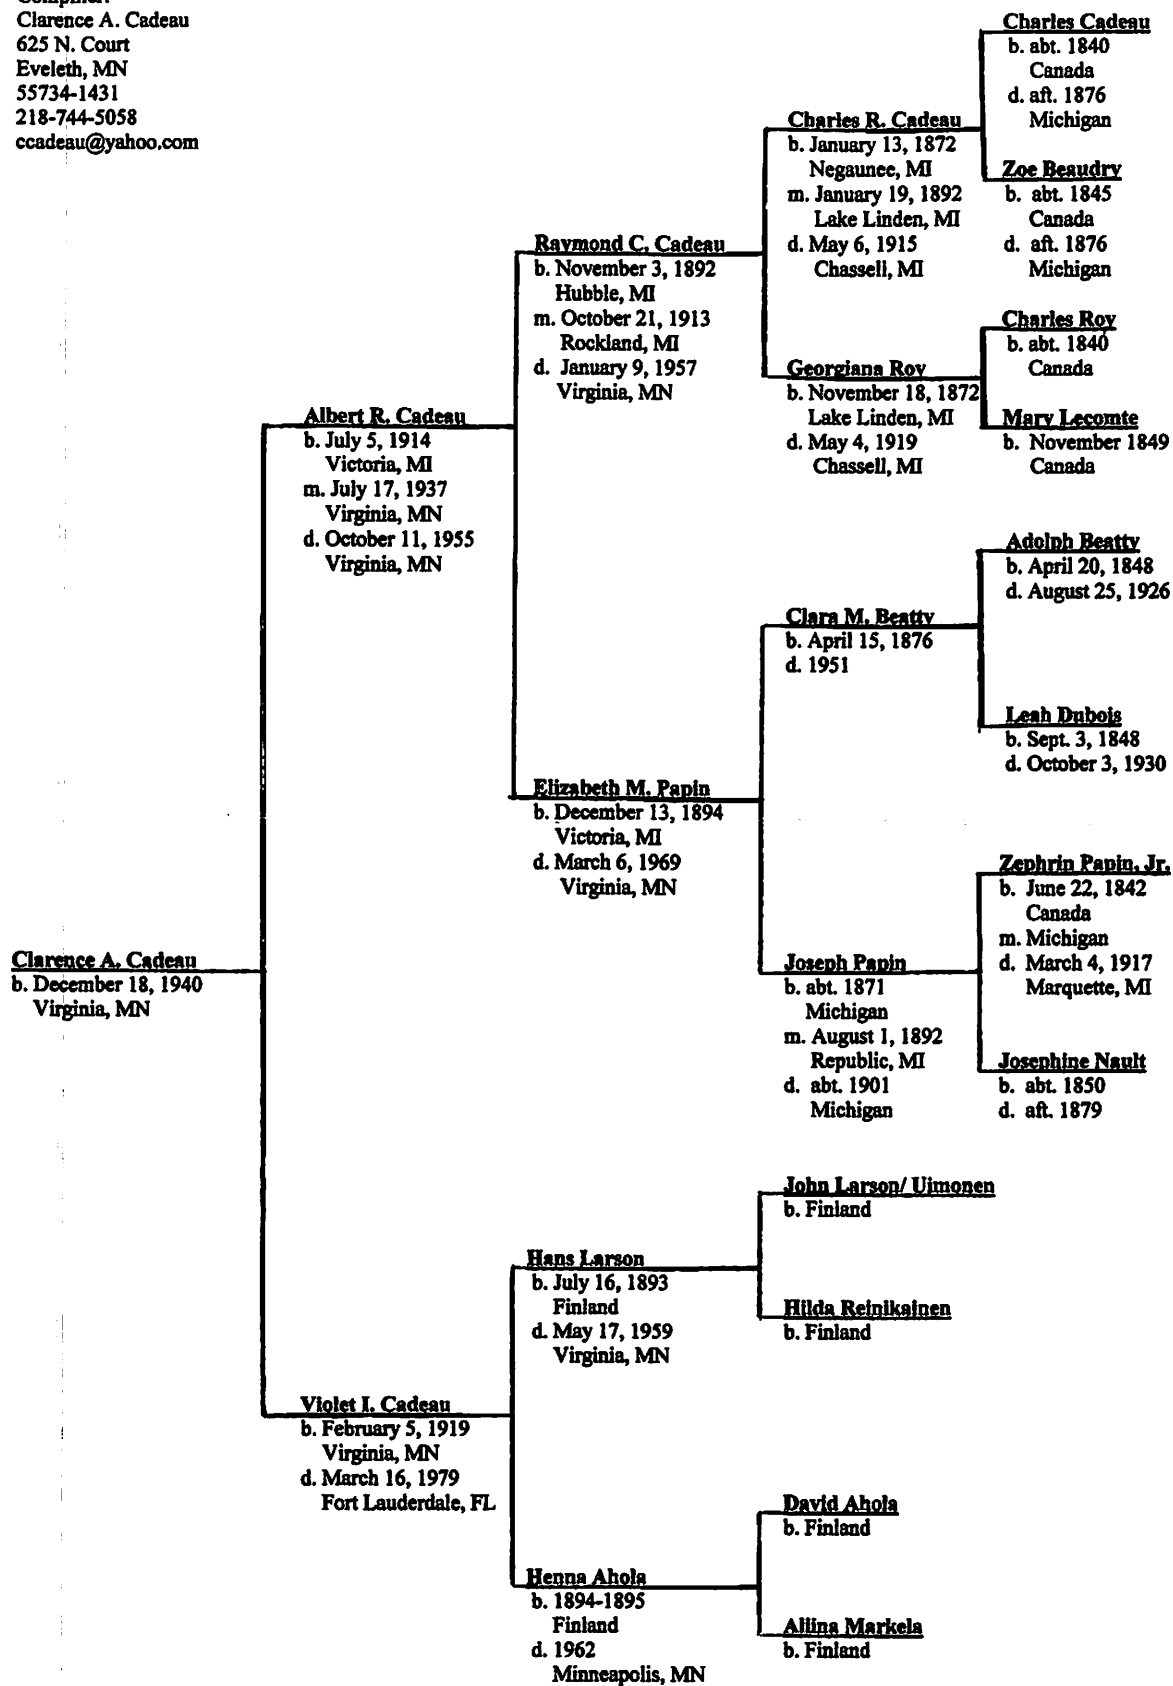 Compiler:
Clarence A. Cadeau
625 N. Court
Eveleth, MN
55734-1431
218-744-5058
ccadeau@yahoo.com
Charles Cadeau
b. abt. 1840
Canada
d. aft. 1876
Michigan
Charles R. Cadeau
b. January 13, 1872
Negaunee, MI
m. January 19, 1892
Lake Linden, MI
d. May 6, 1915
Chassell, MI
Zoe Beaudry
b. abt. 1845
Canada
d. aft. 1876
Michigan
Raymond C. Cadeau
b. November 3, 1892
Hubble, MI
m. October 21, 1913
Rockland, MI
d. January 9, 1957
Virginia, MN
Charles Roy
b. abt. 1840
Canada
Georgiana Roy
b. November 18, 1872
Lake Linden, MI
d. May 4, 1919
Chassell, MI
Mary Lecomte
b. November 1849
Canada
Albert R. Cadeau
b. July 5, 1914
Victoria, MI
m. July 17, 1937
Virginia, MN
d. October 11, 1955
Virginia, MN
Adolph Beatty
b. April 20, 1848
d. August 25, 1926
Clara M. Beatty
b. April 15, 1876
d. 1951
Leah Dubois
b. Sept. 3, 1848
d. October 3, 1930
Elizabeth M. Papin
b. December 13, 1894
Victoria, MI
d. March 6, 1969
Virginia, MN
Zephrin Papin, Jr.
b. June 22, 1842
Canada
m. Michigan
d. March 4, 1917
Marquette, MI
Joseph Papin
b. abt. 1871
Michigan
m. August 1, 1892
Republic, MI
d. abt. 1901
Michigan
Josephine Nault
b. abt. 1850
d. aft. 1879
Clarence A. Cadeau
b. December 18, 1940
Virginia, MN
John Larson/ Uimonen
b. Finland
Hans Larson
b. July 16, 1893
Finland
d. May 17, 1959
Virginia, MN
Hilda Reinikainen
b. Finland
Violet I. Cadeau
b. February 5, 1919
Virginia, MN
d. March 16, 1979
Fort Lauderdale, FL
David Ahola
b. Finland
Henna Ahola
b. 1894-1895
Finland
d. 1962
Minneapolis, MN
Aliina Markela
b. Finland